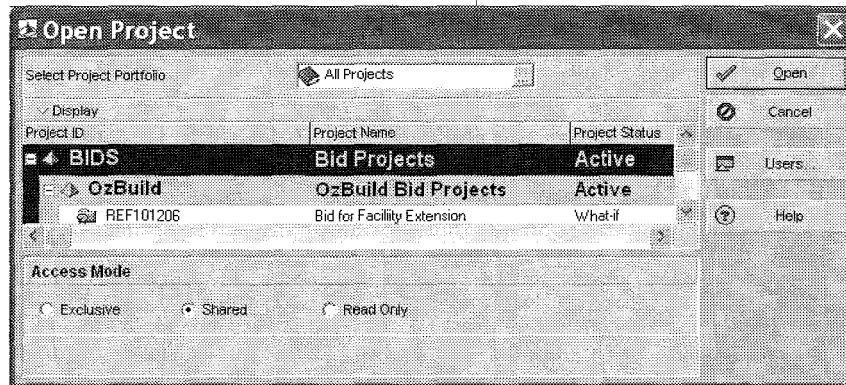 Open Project
Select Project Portfolio All Projects ... Open
Display Cancel
Project ID Project Name Project Status
BIDS Bid Projects Active Users...
OzBuild OzBuild Bid Projects Active
REF101206 Bid for Facility Extension What-if Help
Access Mode
Exclusive Shared Read Only